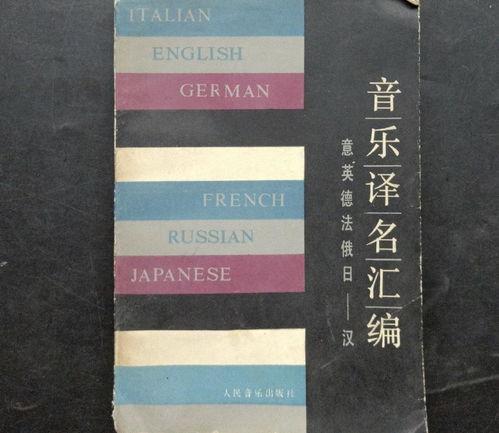 ITALIAN
ENGLISH
GERMAN
FRENCH
RUSSIAN
JAPANESE
音乐译名汇编
意英德法俄日——汉
人民音乐出版社